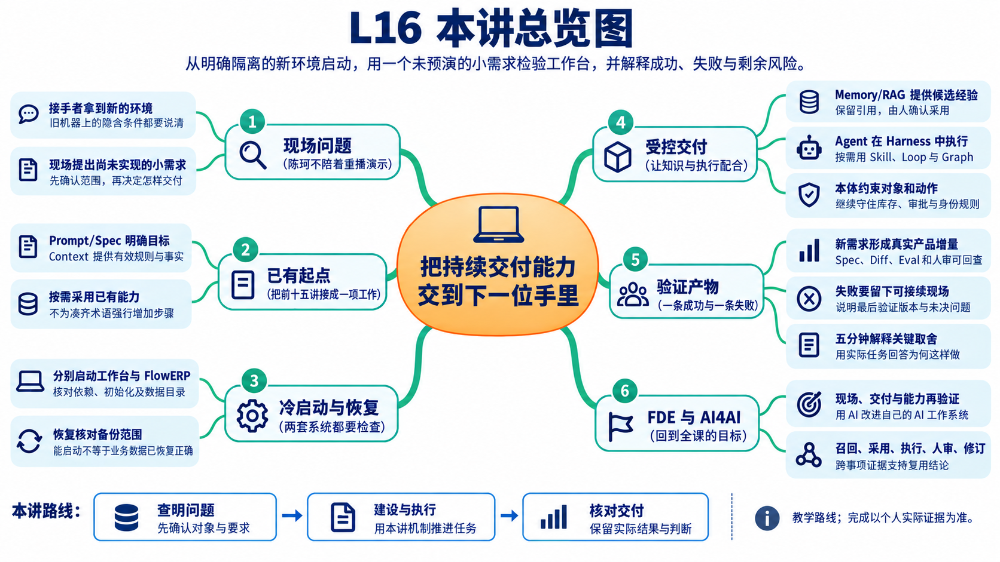 L16 本讲总览图
从明确隔离的新环境启动，用一个未预演的小需求检验工作台，并解释成功、失败与剩余风险。
1
现场问题
（陈珂不陪着重播演示）
接手者拿到新的环境
旧机器上的隐含条件都要说清
现场提出尚未实现的小需求
先确认范围，再决定怎样交付
2
已有起点
（把前十五讲接成一项工作）
Prompt/Spec 明确目标
Context 提供有效规则与事实
按需采用已有能力
不为凑齐术语强行增加步骤
3
冷启动与恢复
（两套系统都要检查）
分别启动工作台与 FlowERP
核对依赖、初始化及数据目录
恢复核对备份范围
能启动不等于业务数据已恢复正确
把持续交付能力
交到下一位手里
4
受控交付
（让知识与执行配合）
Memory/RAG 提供候选经验
保留引用，由人确认采用
Agent 在 Harness 中执行
按需用 Skill、Loop 与 Graph
本体约束对象和动作
继续守住库存、审批与身份规则
5
验证产物
（一条成功与一条失败）
新需求形成真实产品增量
Spec、Diff、Eval 和人审可回查
失败要留下可接续现场
说明最后验证版本与未决问题
五分钟解释关键取舍
用实际任务回答为何这样做
6
FDE 与 AI4AI
（回到全课的目标）
现场、交付与能力再验证
用 AI 改进自己的 AI 工作系统
召回、采用、执行、人审、修订
跨事项证据支持复用结论
本讲路线：
查明问题
先确认对象与要求
建设与执行
用本讲机制推进任务
核对交付
保留实际结果与判断
教学路线；完成以个人实际证据为准。